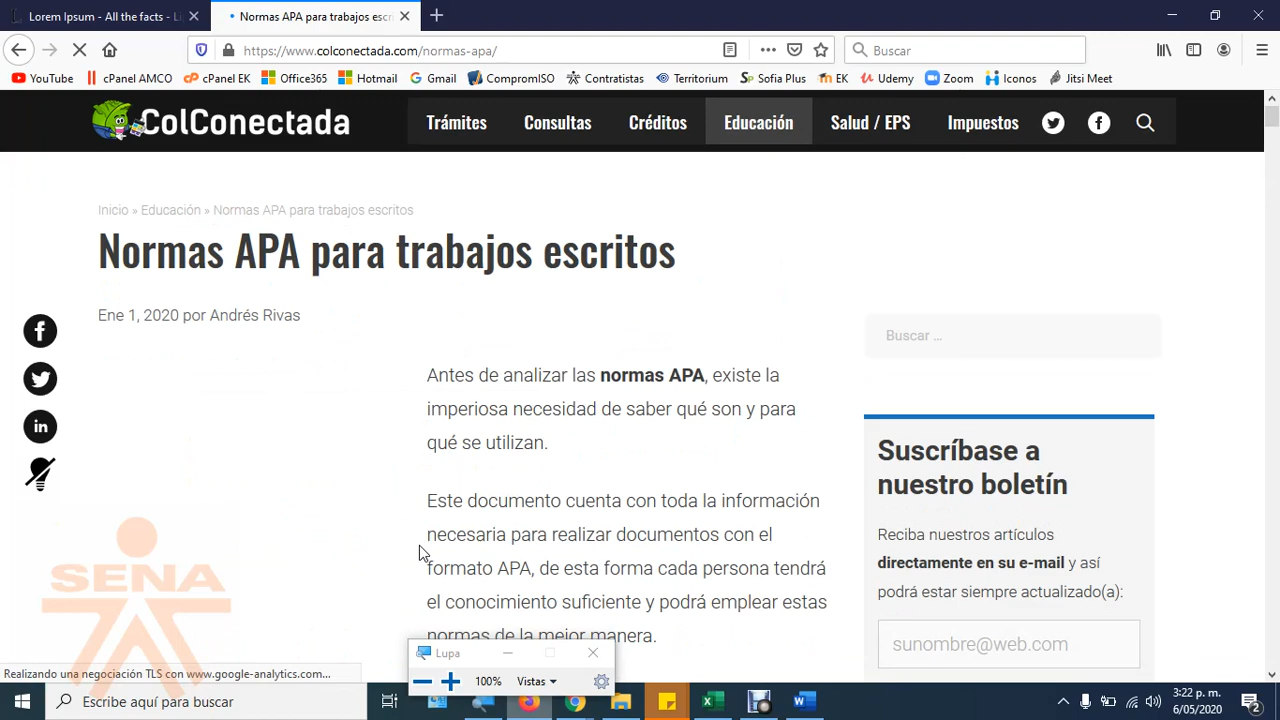 Lorem Ipsum - All the facts - Li
Normas APA para trabajos escri
https://www.colconectada.com/normas-apa/
Buscar
YouTube cPanel AMCO cPanel EK Office365 Hotmail Gmail CompromISO Contratistas Territorium Sofia Plus EK Udemy Zoom Iconos Jitsi Meet
ColConectada
Trámites Consultas Créditos Educación Salud / EPS Impuestos
Inicio » Educación » Normas APA para trabajos escritos
Normas APA para trabajos escritos
Ene 1, 2020 por Andrés Rivas
Buscar ...
Antes de analizar las normas APA, existe la
imperiosa necesidad de saber qué son y para
qué se utilizan.
Este documento cuenta con toda la información
necesaria para realizar documentos con el
formato APA, de esta forma cada persona tendrá
el conocimiento suficiente y podrá emplear estas
normas de la mejor manera.
Suscríbase a
nuestro boletín
Reciba nuestros artículos
directamente en su e-mail y así
podrá estar siempre actualizado(a):
sunombre@web.com
SENA
Lupa
100% Vistas
Realizando una negociación TLS con www.google-analytics.com...
Escribe aquí para buscar
3:22 p. m.
6/05/2020
2